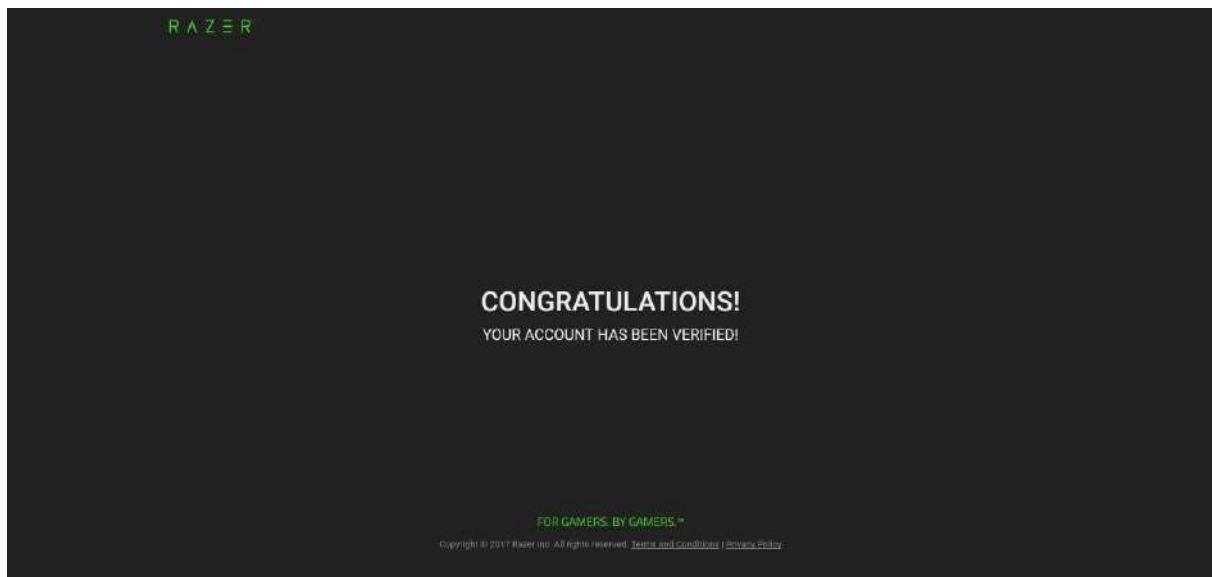 RAZER
CONGRATULATIONS!
YOUR ACCOUNT HAS BEEN VERIFIED!
FOR GAMERS. BY GAMERS.™
Copyright © 2017 Razer Inc. All rights reserved. Terms and Conditions | Privacy Policy